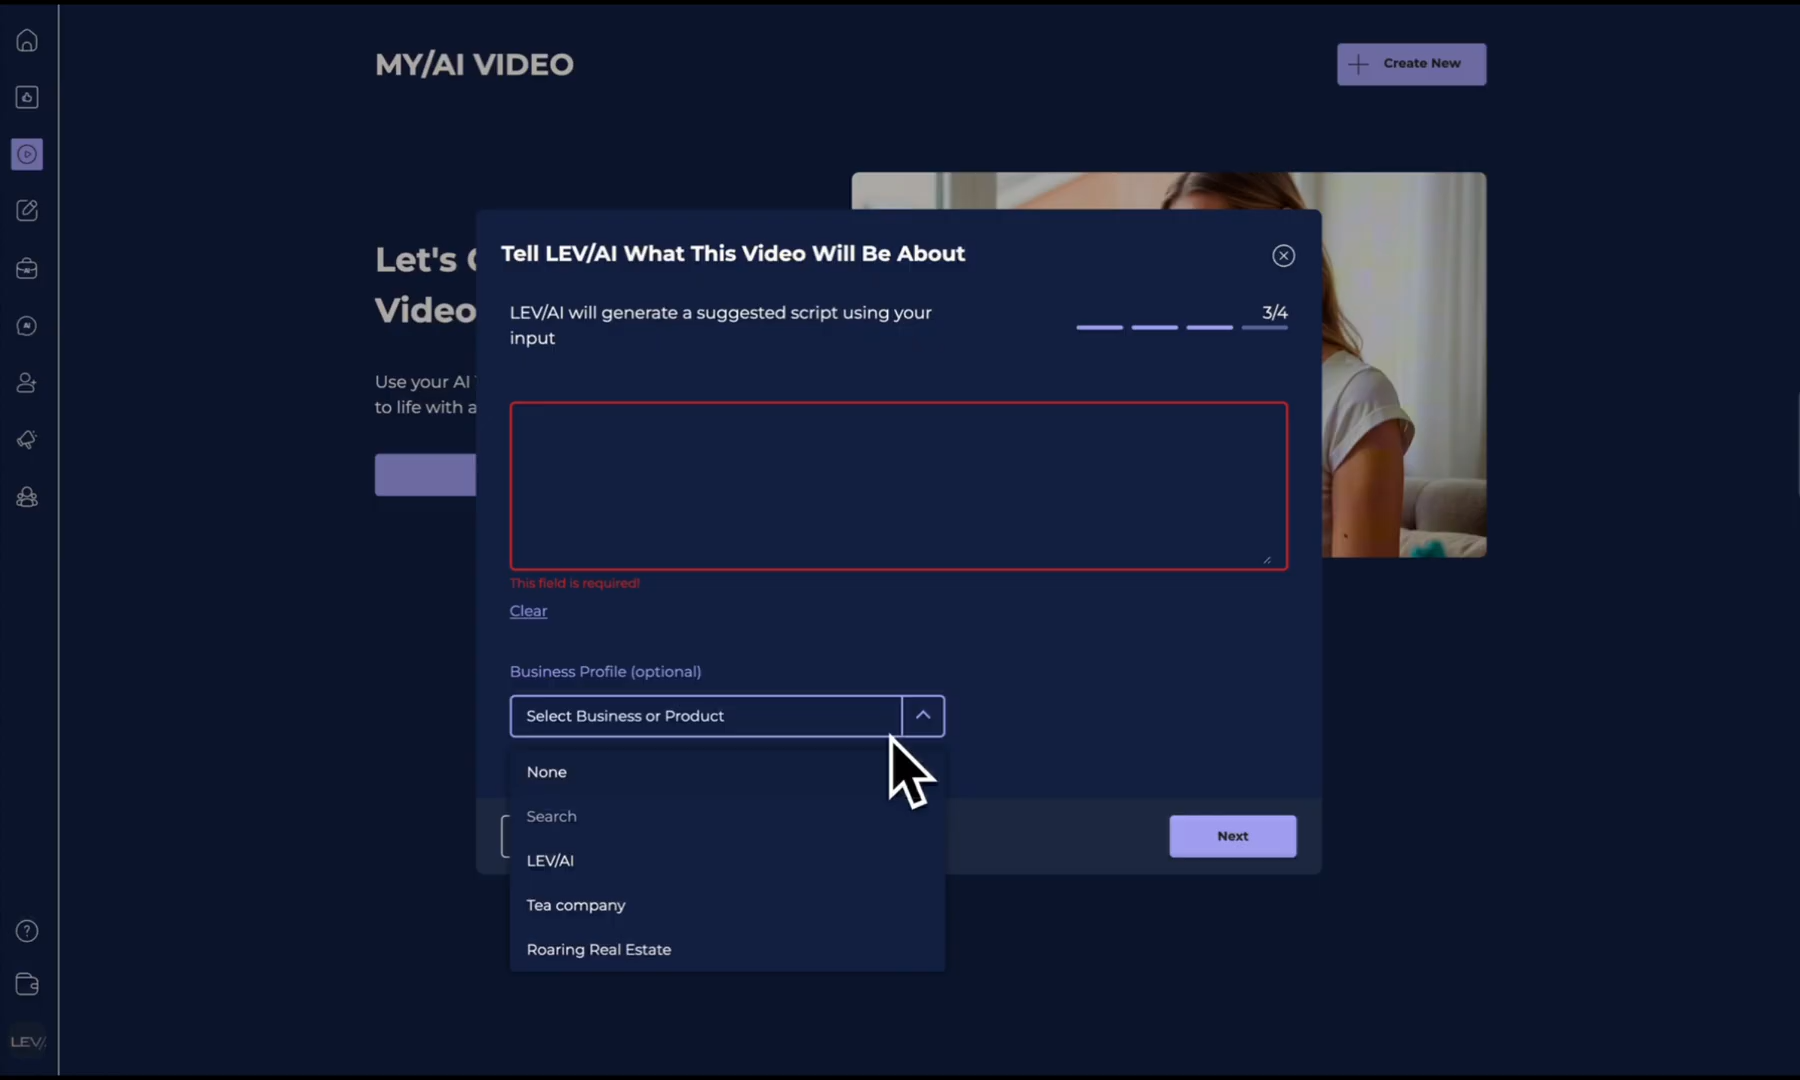 MY/AI VIDEO
Create New
Let's
Video
Use your AI
to life with a
Tell LEV/AI What This Video Will Be About
LEV/AI will generate a suggested script using your
input
3/4
This field is required!
Clear
Business Profile (optional)
Select Business or Product
None
Search
LEV/AI
Tea company
Roaring Real Estate
Next
LEV/